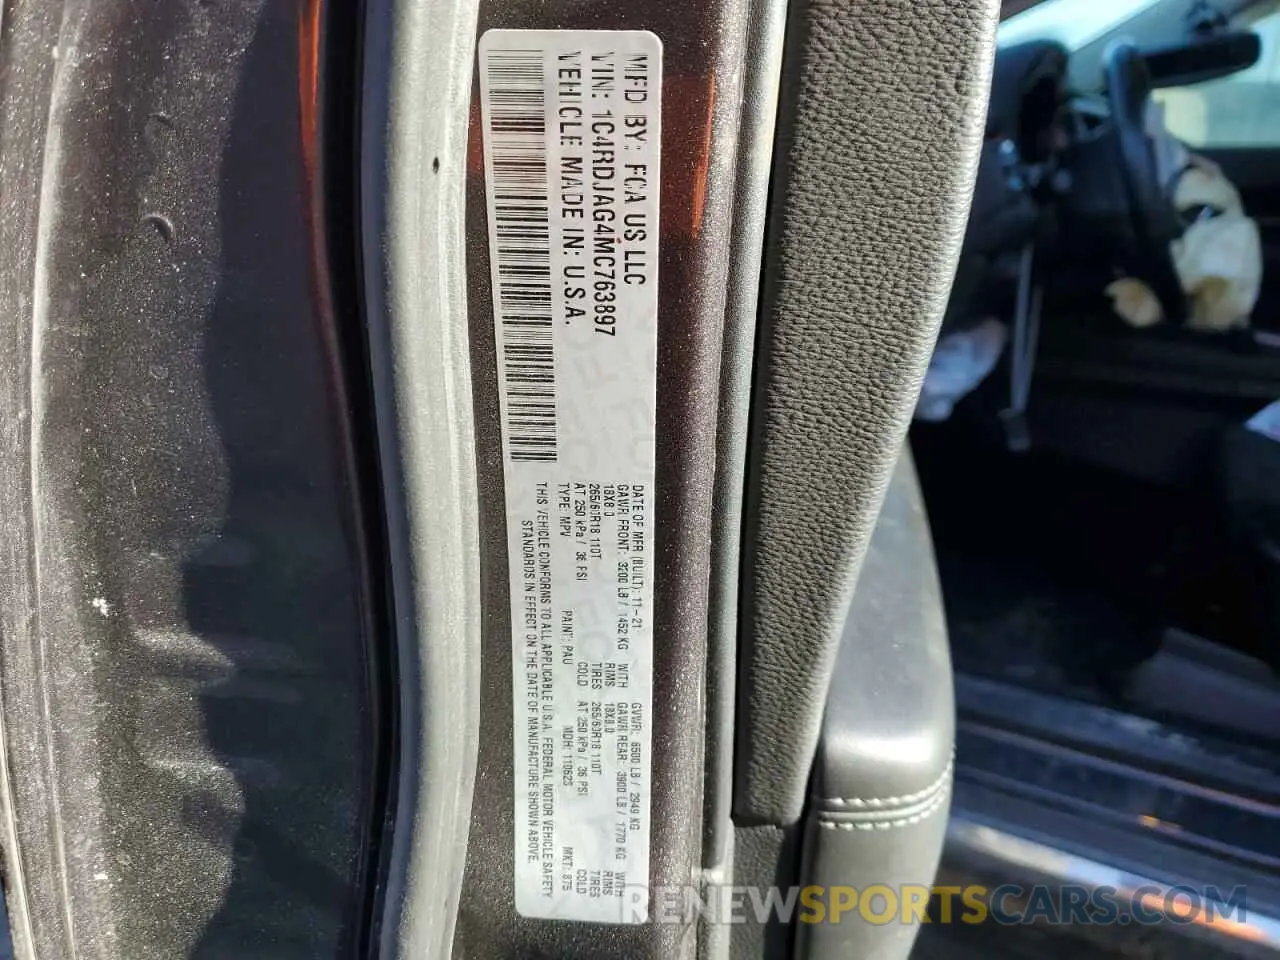 MFD BY: FCA US LLC
VIN: 1C4RDJAG4MC763897
VEHICLE MADE IN: U.S.A.
DATE OF MFR (BUILT): 11-21 GVWR: 6500 LB / 2949 KG
GAWR FRONT: 3200 LB / 1452 KG WITH GAWR REAR: 3900 LB / 1770 KG WITH
18X8.0 RIMS 18X8.0 RIMS
265/60R18 110T TIRES 265/60R18 110T TIRES
AT 250 kPa / 36 PSI COLD AT 250 kPa / 36 PSI COLD
TYPE: MPV PAINT: PAU MDH: 110623 MKT: 875
THIS VEHICLE CONFORMS TO ALL APPLICABLE U.S.A. FEDERAL MOTOR VEHICLE SAFETY
STANDARDS IN EFFECT ON THE DATE OF MANUFACTURE SHOWN ABOVE.
RENEWSPORTSCARS.COM